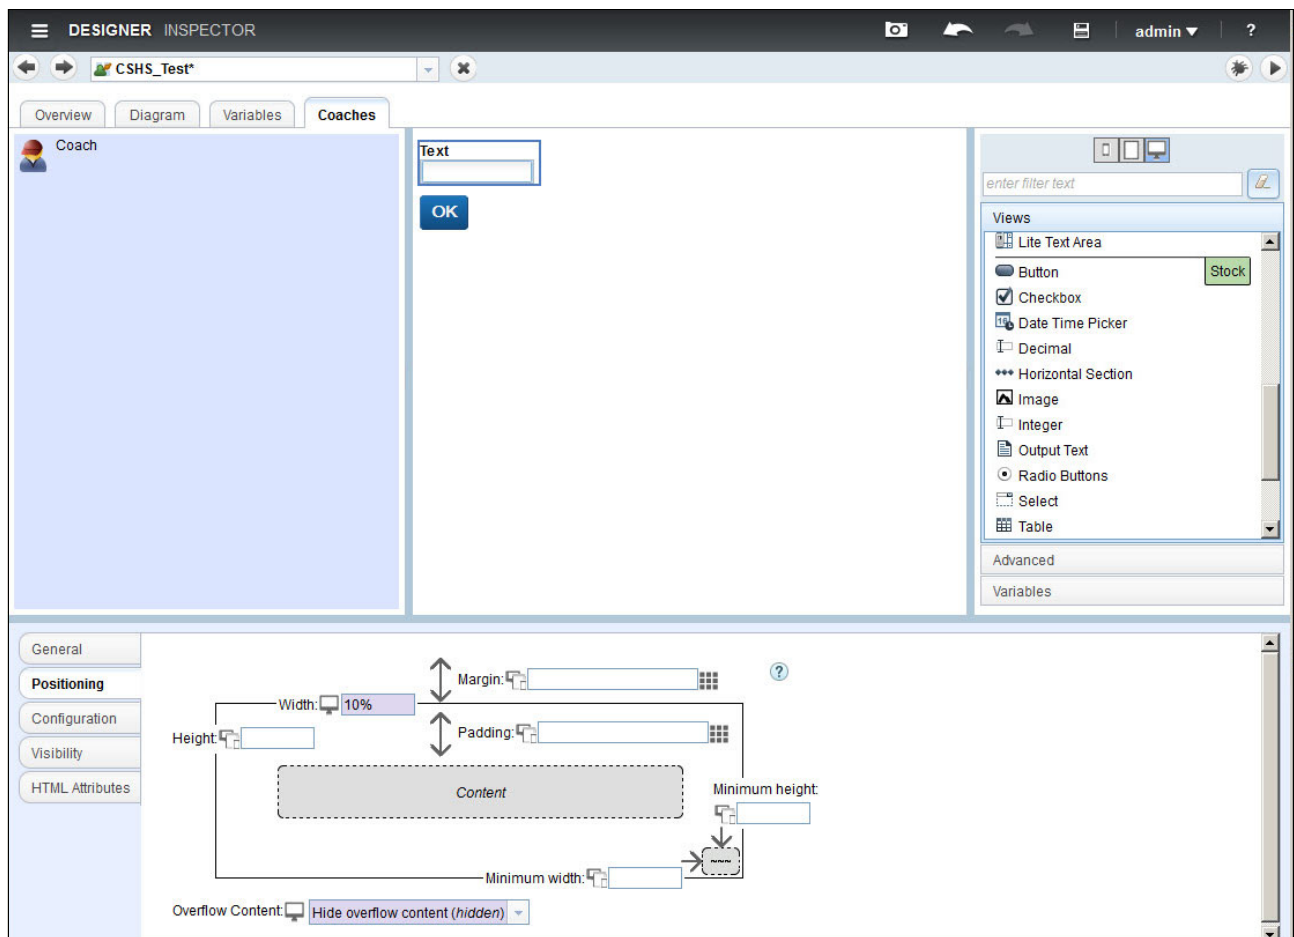 DESIGNER INSPECTOR
admin ?
CSHS_Test*
Overview Diagram Variables Coaches
Coach
Text
OK
enter filter text
Views
Lite Text Area
Button Stock
Checkbox
Date Time Picker
Decimal
Horizontal Section
Image
Integer
Output Text
Radio Buttons
Select
Table
Advanced
Variables
General
Positioning
Configuration
Visibility
HTML Attributes
Margin:
?
Width: 10%
Height:
Padding:
Content
Minimum height:
~~~
Minimum width:
Overflow Content: Hide overflow content (hidden)